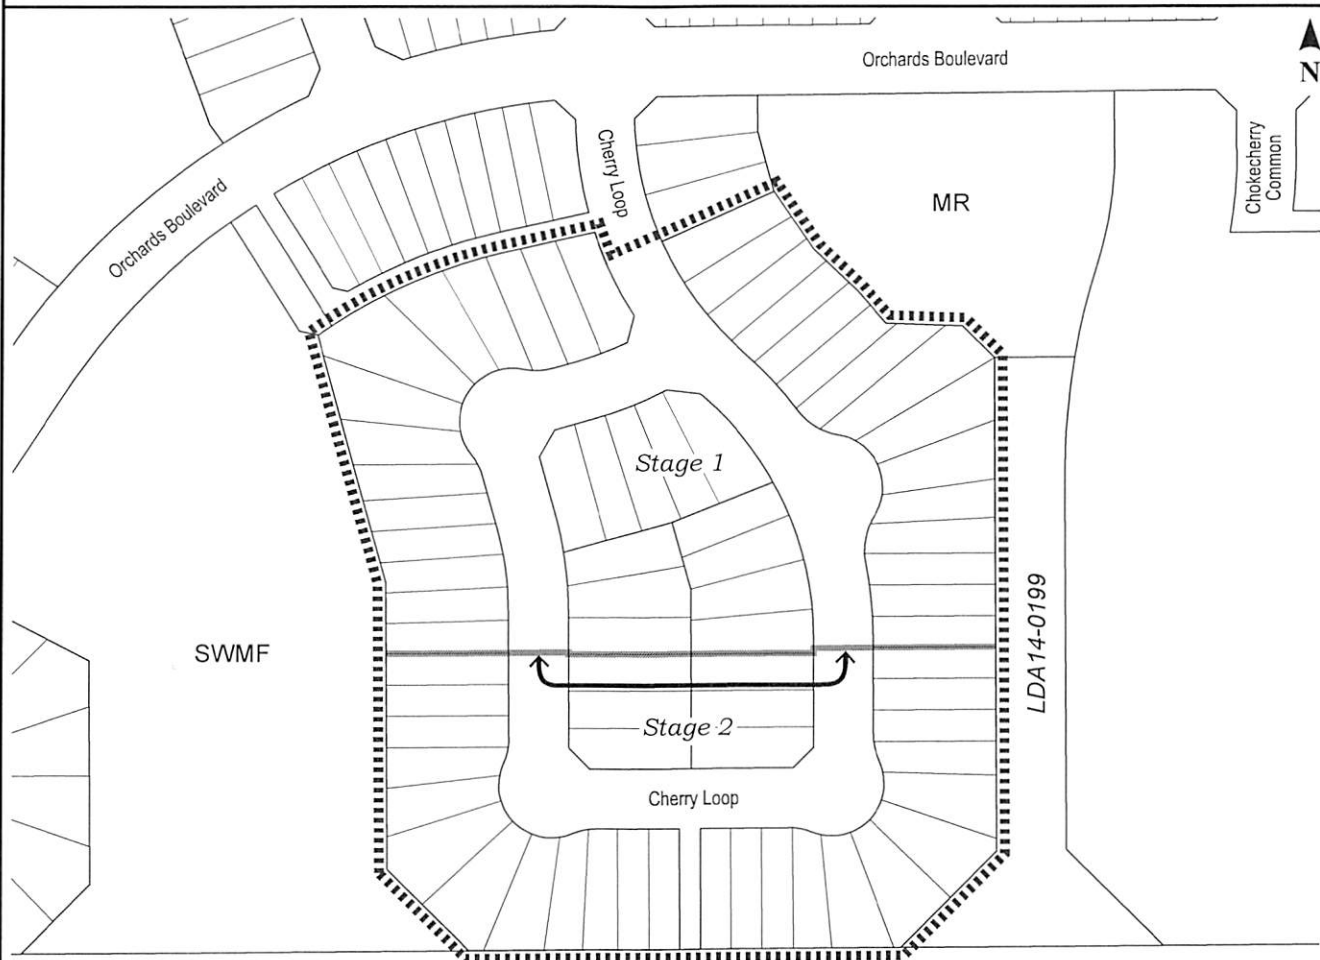 Orchards Boulevard
N
Chokecherry
Common
Cherry Loop
MR
Orchards Boulevard
Stage 1
LDA14-0199
SWMF
Stage 2
Cherry Loop